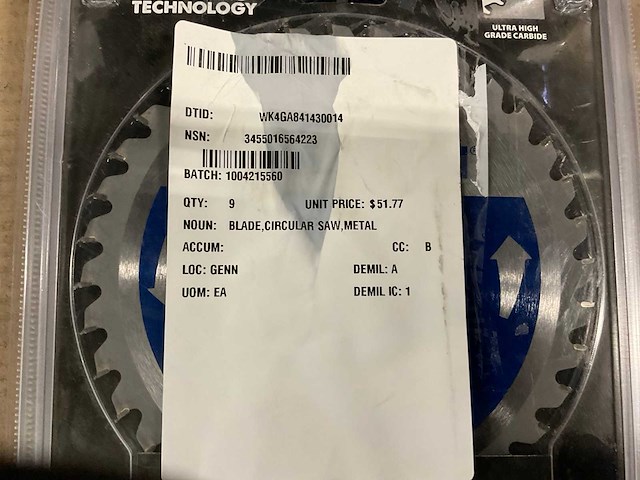 TECHNOLOGY
ULTRA HIGH
GRADE CARBIDE
DTID: WK4GA841430014
NSN: 3455016564223
BATCH: 1004215560
QTY: 9 UNIT PRICE: $51.77
NOUN: BLADE,CIRCULAR SAW,METAL
ACCUM: CC: B
LOC: GENN DEMIL: A
UOM: EA DEMIL IC: 1